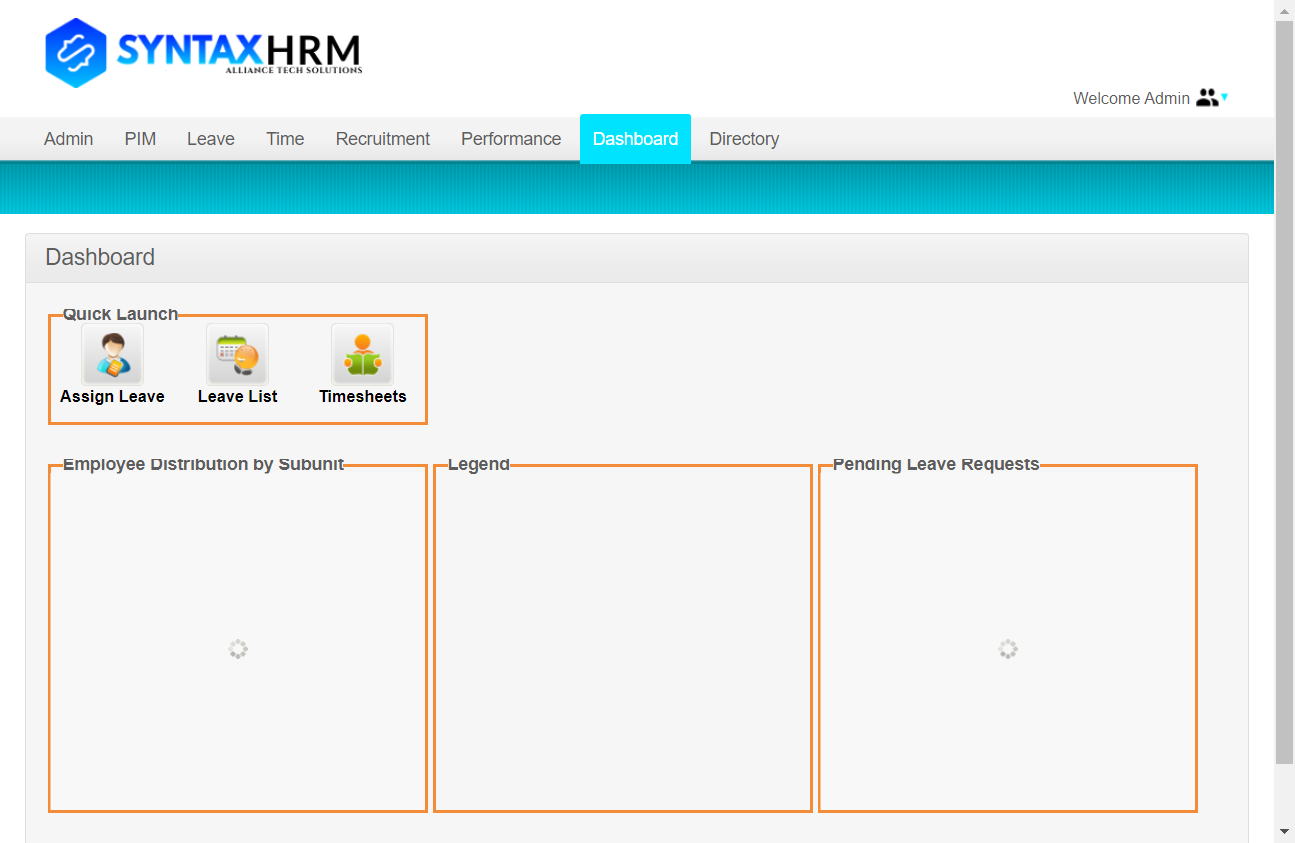 SYNTAXHRM
ALLIANCE TECH SOLUTIONS
Welcome Admin
Admin PIM Leave Time Recruitment Performance Dashboard Directory
Dashboard
Quick Launch
Assign Leave Leave List Timesheets
Employee Distribution by Subunit Legend Pending Leave Requests